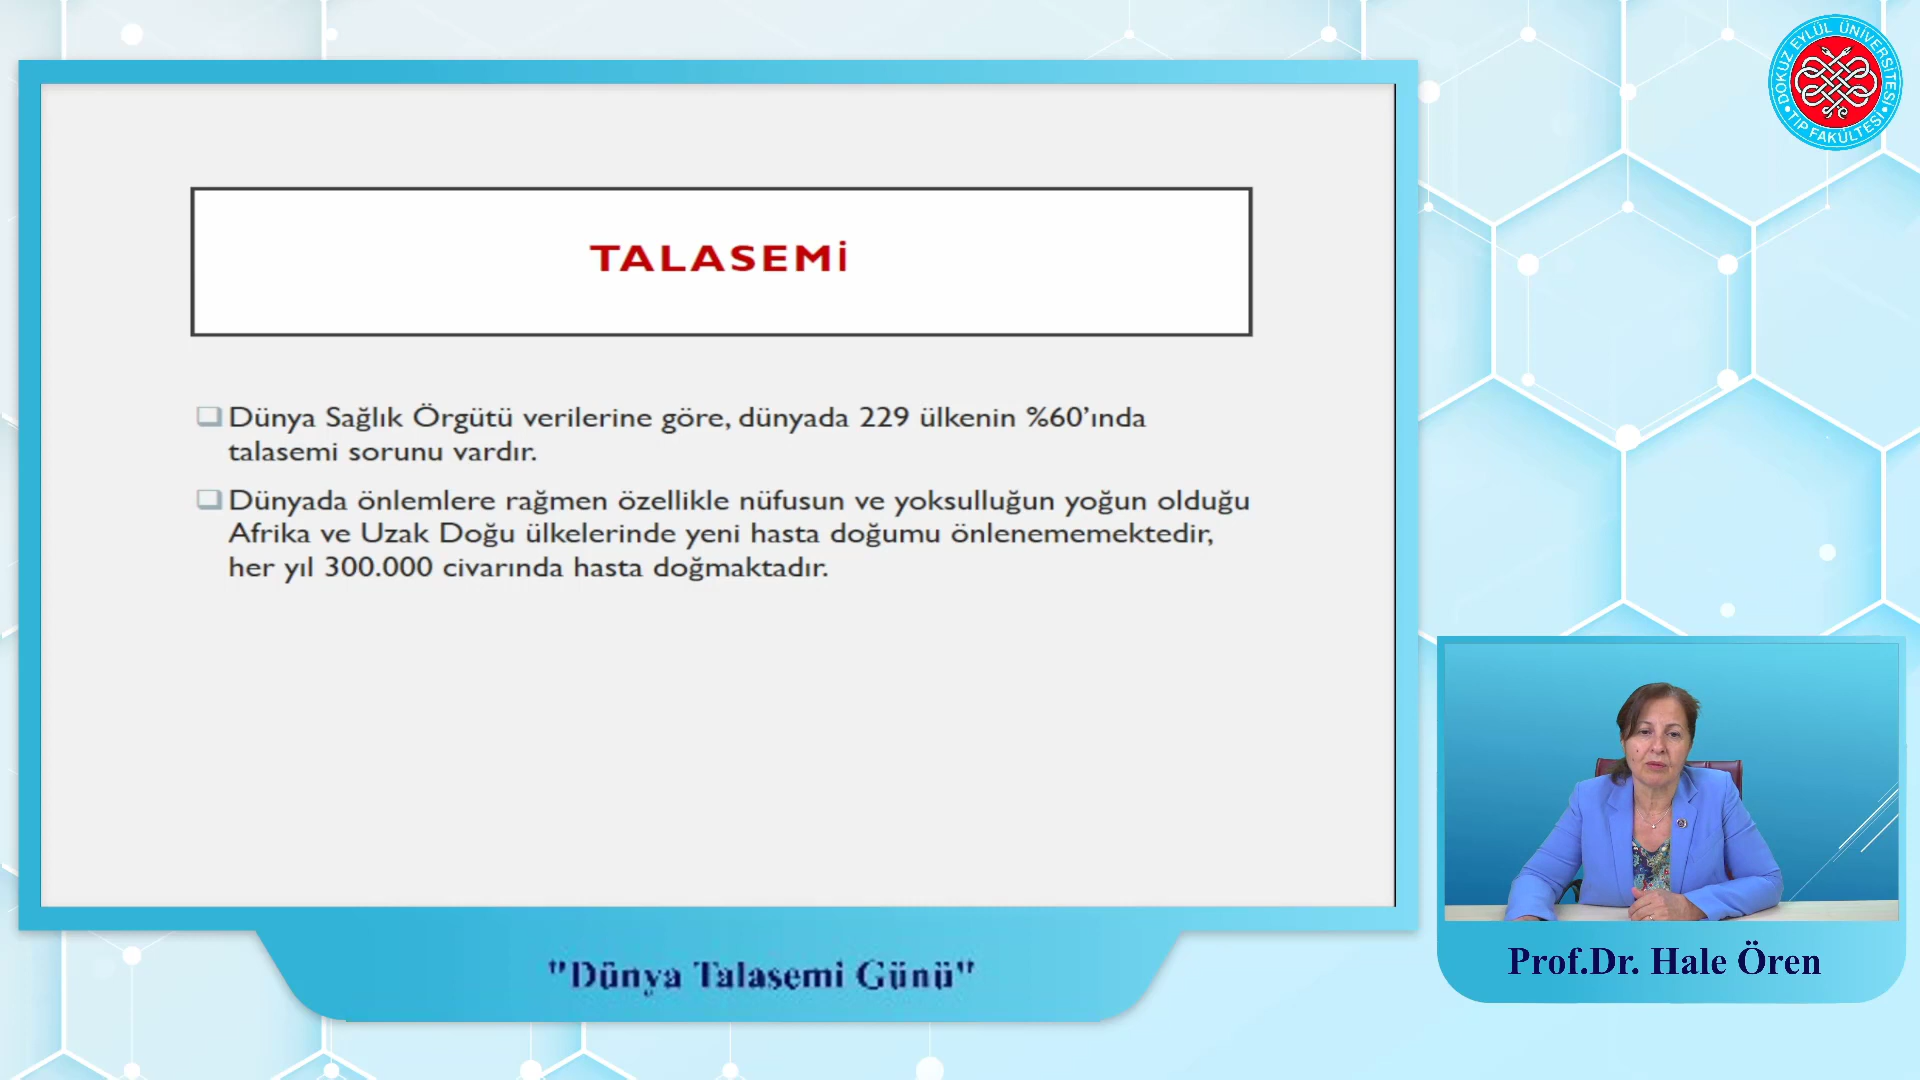 DOKUZ EYLÜL ÜNİVERSİTESİ
TIP FAKÜLTESİ
TALASEMİ
Dünya Sağlık Örgütü verilerine göre, dünyada 229 ülkenin %60’ında
talasemi sorunu vardır.
Dünyada önlemlere rağmen özellikle nüfusun ve yoksulluğun yoğun olduğu
Afrika ve Uzak Doğu ülkelerinde yeni hasta doğumu önlenememektedir,
her yıl 300.000 civarında hasta doğmaktadır.
"Dünya Talasemi Günü"
Prof.Dr. Hale Ören